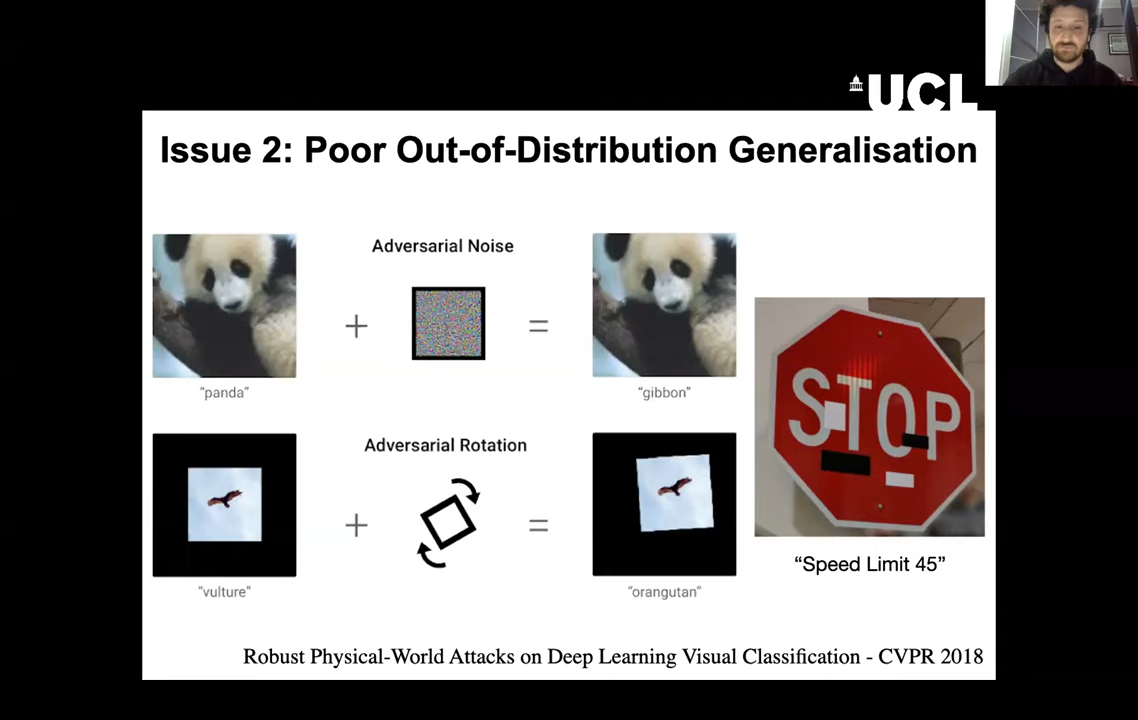 UCL
Issue 2: Poor Out-of-Distribution Generalisation
Adversarial Noise
+
=
"panda"
"gibbon"
Adversarial Rotation
+
=
"vulture"
"orangutan"
STOP
“Speed Limit 45”
Robust Physical-World Attacks on Deep Learning Visual Classification - CVPR 2018